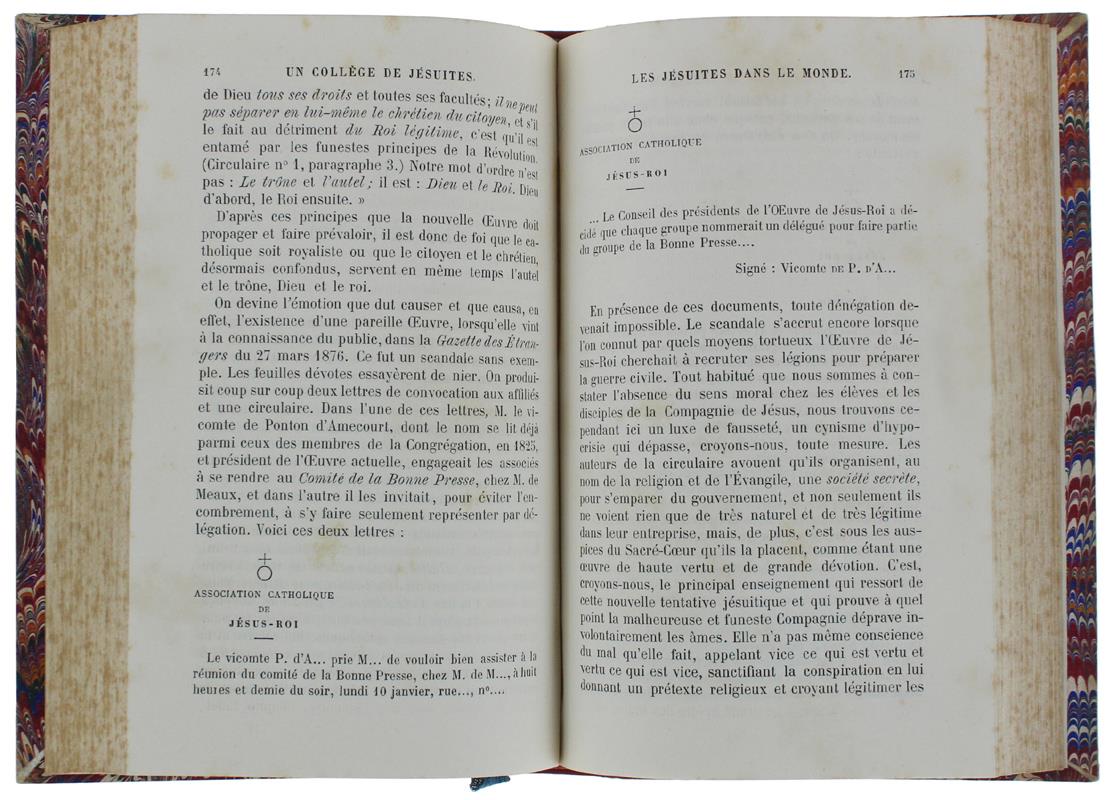 174 UN COLLÈGE DE JÉSUITES.
de Dieu tous ses droits et toutes ses facultés; il ne peut
pas séparer en lui-même le chrétien du citoyen, et s'il
le fait au détriment du Roi légitime, c'est qu'il est
entamé par les funestes principes de la Révolution.
(Circulaire nº 1, paragraphe 3.) Notre mot d'ordre n'est
pas : Le trône et l'autel; il est : Dieu et le Roi. Dieu
d'abord, le Roi ensuite. »
D'après ces principes que la nouvelle Œuvre doit
propager et faire prévaloir, il est donc de foi que le ca-
tholique soit royaliste ou que le citoyen et le chrétien,
désormais confondus, servent en même temps l'autel
et le trône, Dieu et le roi.
On devine l'émotion que dut causer et que causa, en
effet, l'existence d'une pareille Œuvre, lorsqu'elle vint
à la connaissance du public, dans la Gazette des Étran-
gers du 27 mars 1876. Ce fut un scandale sans exem-
ple. Les feuilles dévotes essayèrent de nier. On produi-
sit coup sur coup deux lettres de convocation aux affiliés
et une circulaire. Dans l'une de ces lettres, M. le vi-
comte de Ponton d'Amecourt, dont le nom se lit déjà
parmi ceux des membres de la Congrégation, en 1825,
et président de l'Œuvre actuelle, engageait les associés
à se rendre au Comité de la Bonne Presse, chez M. de
Meaux, et dans l'autre il les invitait, pour éviter l'en-
combrement, à s'y faire seulement représenter par dé-
légation. Voici ces deux lettres :
ASSOCIATION CATHOLIQUE
DE
JÉSUS-ROI
Le vicomte P. d'A... prie M... de vouloir bien assister à la
réunion du comité de la Bonne Presse, chez M. de M..., à huit
heures et demie du soir, lundi 10 janvier, rue..., nº....
LES JÉSUITES DANS LE MONDE. 175
ASSOCIATION CATHOLIQUE
DE
JÉSUS-ROI
... Le Conseil des présidents de l'OEuvre de Jésus-Roi a dé-
cidé que chaque groupe nommerait un délégué pour faire partie
du groupe de la Bonne Presse....
Signé : Vicomte DE P. D'A...
En présence de ces documents, toute dénégation de-
venait impossible. Le scandale s'accrut encore lorsque
l'on connut par quels moyens tortueux l'Œuvre de Jé-
sus-Roi cherchait à recruter ses légions pour préparer
la guerre civile. Tout habitué que nous sommes à con-
stater l'absence du sens moral chez les élèves et les
disciples de la Compagnie de Jésus, nous trouvons ce-
pendant ici un luxe de fausseté, un cynisme d'hypo-
crisie qui dépasse, croyons-nous, toute mesure. Les
auteurs de la circulaire avouent qu'ils organisent, au
nom de la religion et de l'Évangile, une société secrète,
pour s'emparer du gouvernement, et non seulement ils
ne voient rien que de très naturel et de très légitime
dans leur entreprise, mais, de plus, c'est sous les aus-
pices du Sacré-Cœur qu'ils la placent, comme étant une
œuvre de haute vertu et de grande dévotion. C'est,
croyons-nous, le principal enseignement qui ressort de
cette nouvelle tentative jésuitique et qui prouve à quel
point la malheureuse et funeste Compagnie déprave in-
volontairement les âmes. Elle n'a pas même conscience
du mal qu'elle fait, appelant vice ce qui est vertu et
vertu ce qui est vice, sanctifiant la conspiration en lui
donnant un prétexte religieux et croyant légitimer les